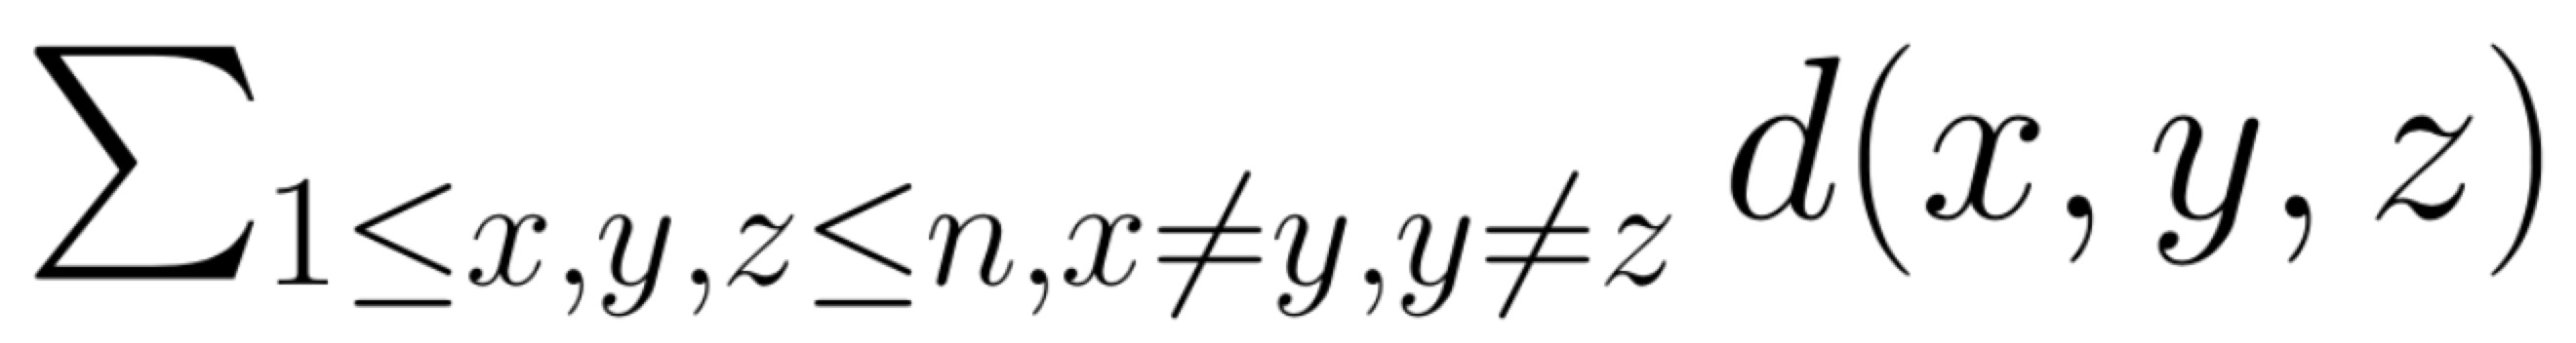 ∑1≤x,y,z≤n,x≠y,y≠z d(x, y, z)